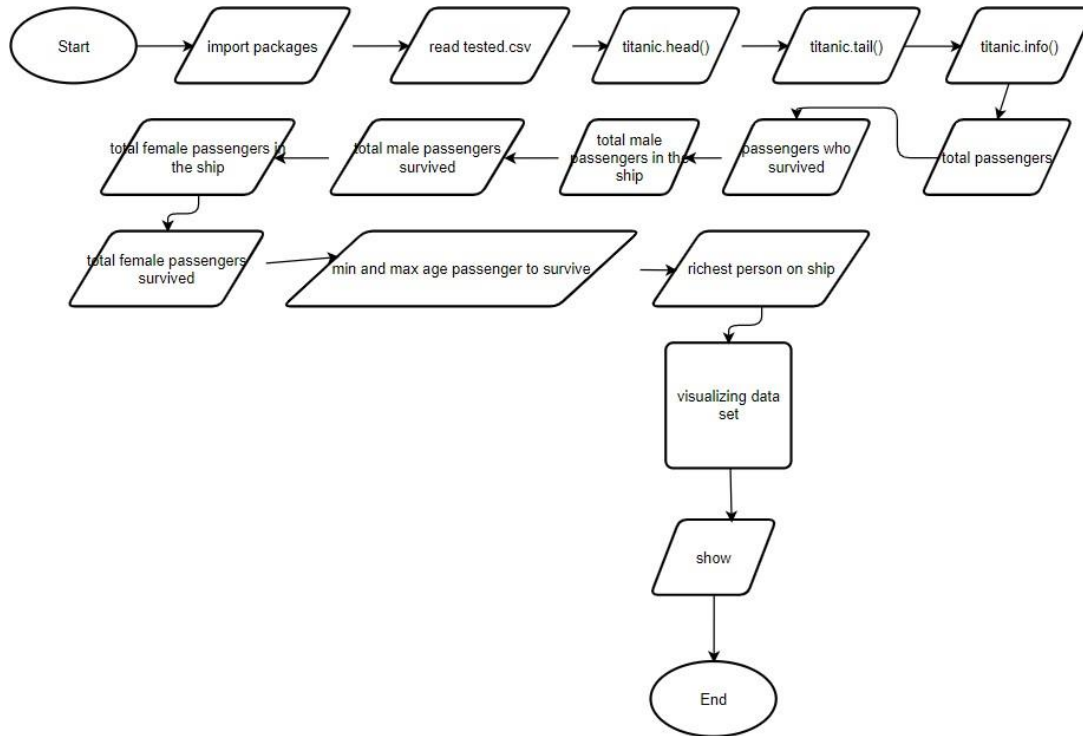 Start
import packages
read tested.csv
titanic.head()
titanic.tail()
titanic.info()
total passengers
passengers who
survived
total male
passengers in the
ship
total male passengers
survived
total female passengers in
the ship
total female passengers
survived
min and max age passenger to survive
richest person on ship
visualizing data
set
show
End